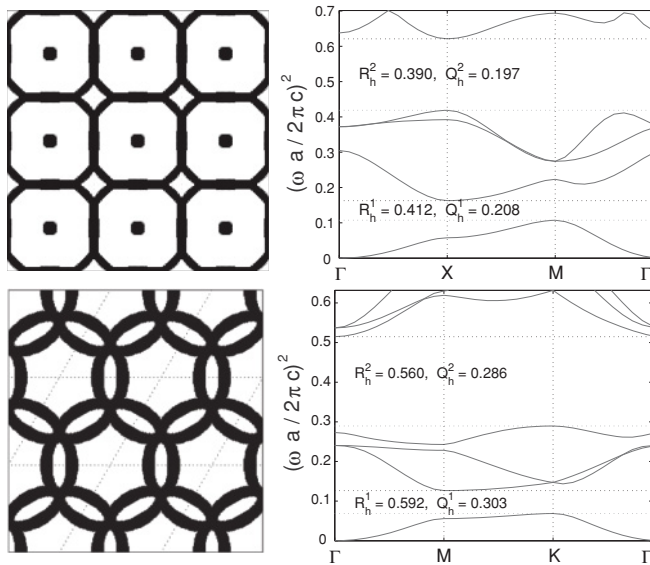 (ω a / 2π c)²
0.7
0.6
0.5
0.4
0.3
0.2
0.1
0
R_h^2 = 0.390, Q_h^2 = 0.197
R_h^1 = 0.412, Q_h^1 = 0.208
Γ X M Γ
(ω a / 2π c)²
0.6
0.5
0.4
0.3
0.2
0.1
0
R_h^2 = 0.560, Q_h^2 = 0.286
R_h^1 = 0.592, Q_h^1 = 0.303
Γ M K Γ